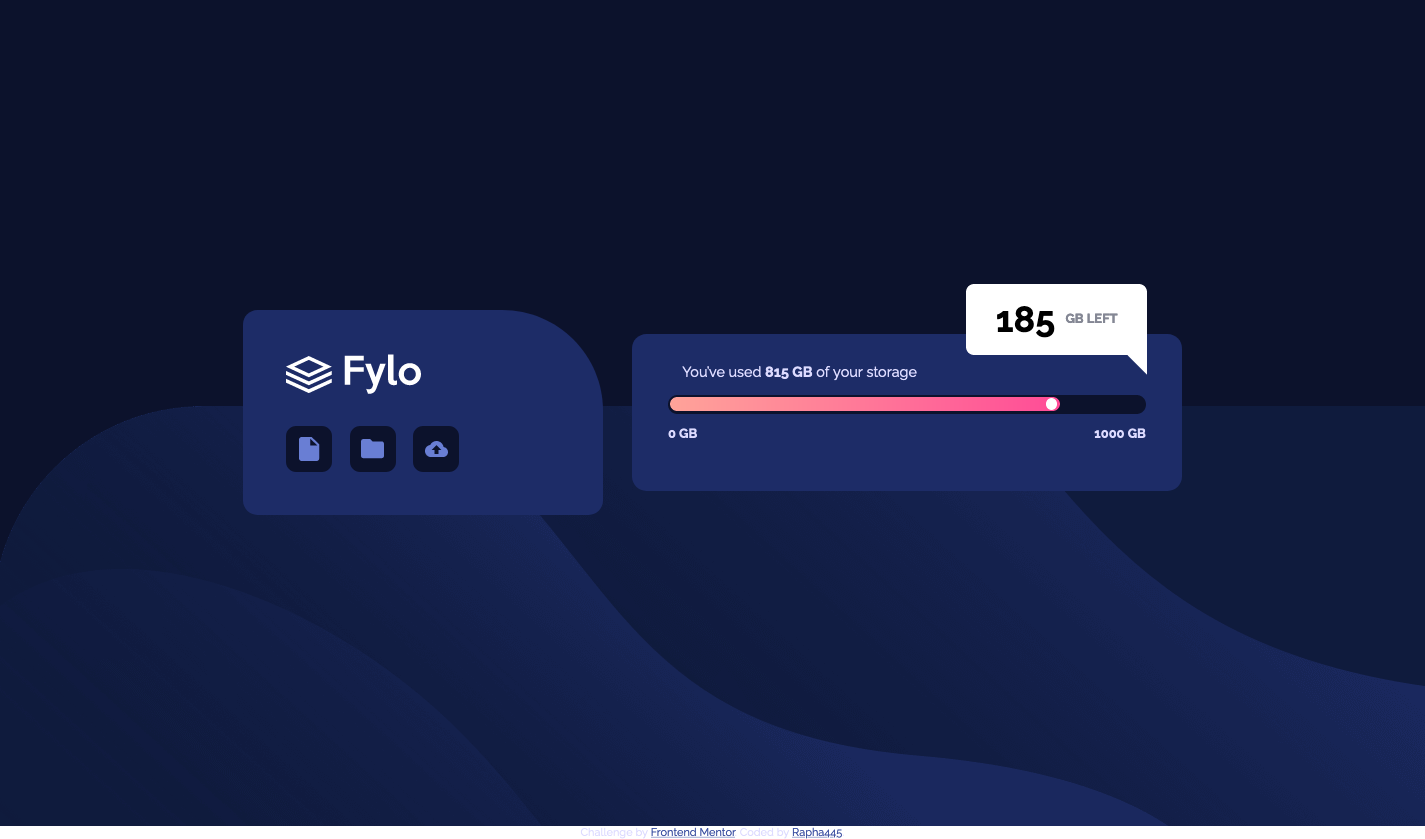 185 GB LEFT
Fylo
You've used 815 GB of your storage
0 GB 1000 GB
Challenge by Frontend Mentor Coded by Rapha445